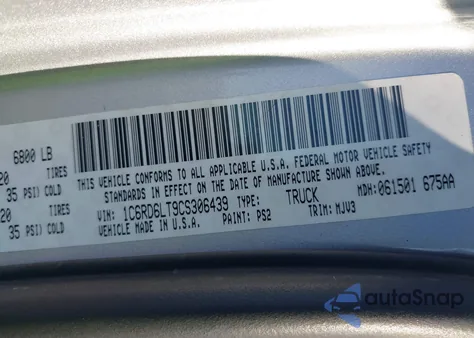 6800 LB
20 TIRES
35 PSI/ COLD
20 TIRES
35 PSI/ COLD
THIS VEHICLE CONFORMS TO ALL APPLICABLE U.S.A. FEDERAL MOTOR VEHICLE SAFETY
STANDARDS IN EFFECT ON THE DATE OF MANUFACTURE SHOWN ABOVE.
VIN: 1C6RD6LT9CS306439 TYPE: TRUCK MDH: 061501 675AA
VEHICLE MADE IN U.S.A. PAINT: PS2 TRIM: MJV3
autoSnap